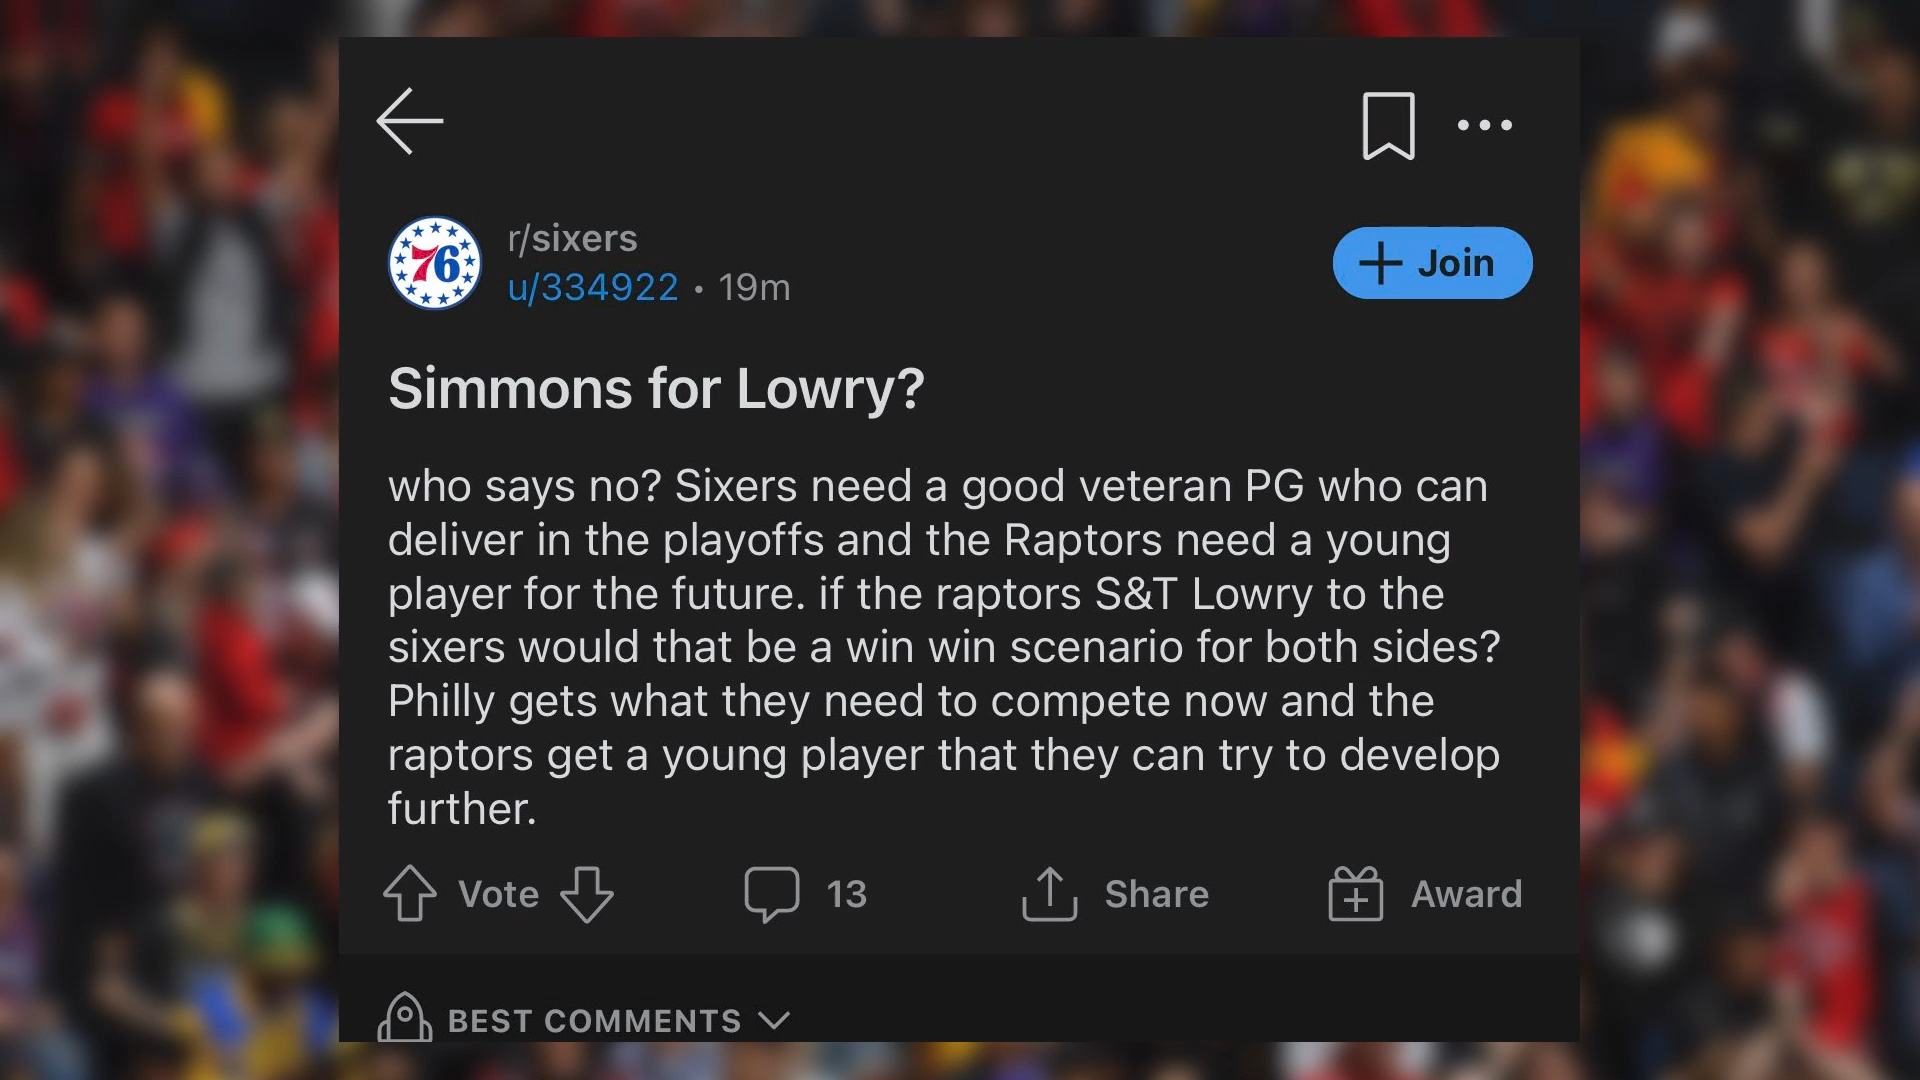 76
r/sixers
u/334922 • 19m
+ Join
Simmons for Lowry?
who says no? Sixers need a good veteran PG who can
deliver in the playoffs and the Raptors need a young
player for the future. if the raptors S&T Lowry to the
sixers would that be a win win scenario for both sides?
Philly gets what they need to compete now and the
raptors get a young player that they can try to develop
further.
Vote 13 Share Award
BEST COMMENTS